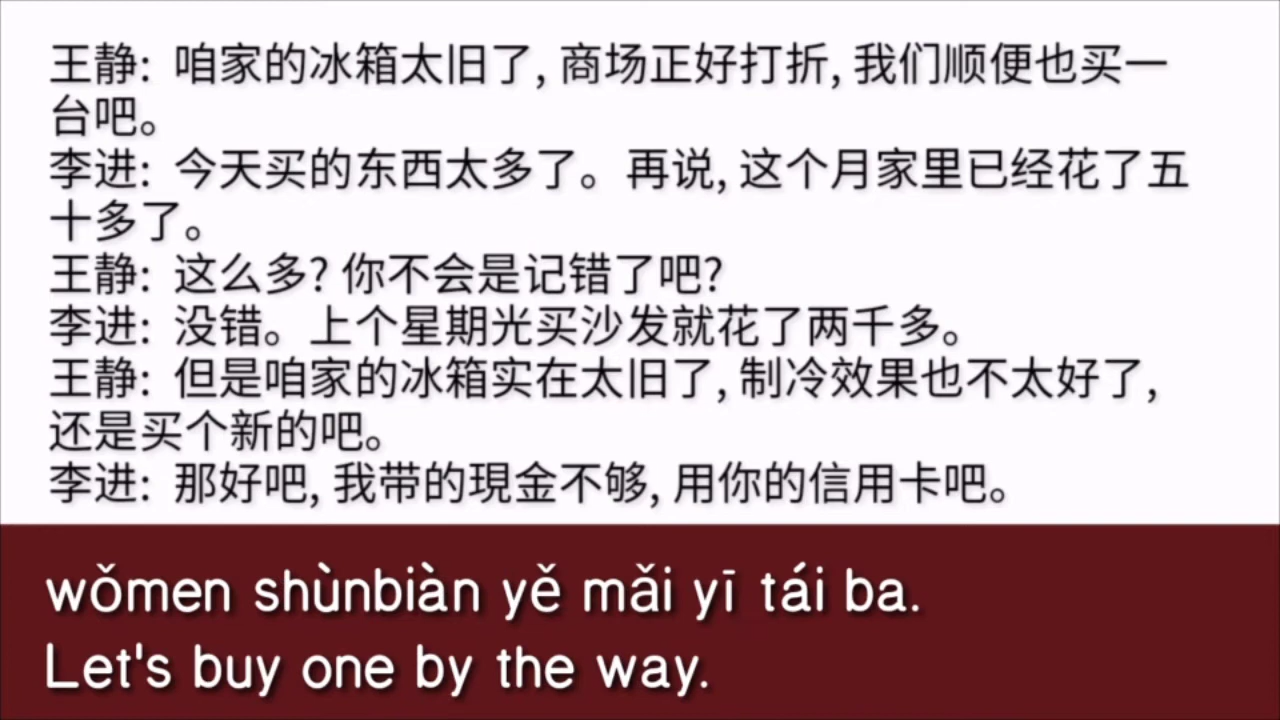 王静: 咱家的冰箱太旧了, 商场正好打折, 我们顺便也买一
台吧。
李进: 今天买的东西太多了。再说, 这个月家里已经花了五
十多了。
王静: 这么多? 你不会是记错了吧?
李进: 没错。上个星期光买沙发就花了两千多。
王静: 但是咱家的冰箱实在太旧了, 制冷效果也不太好了,
还是买个新的吧。
李进: 那好吧, 我带的現金不够, 用你的信用卡吧。
wǒmen shùnbiàn yě mǎi yī tái ba.
Let's buy one by the way.